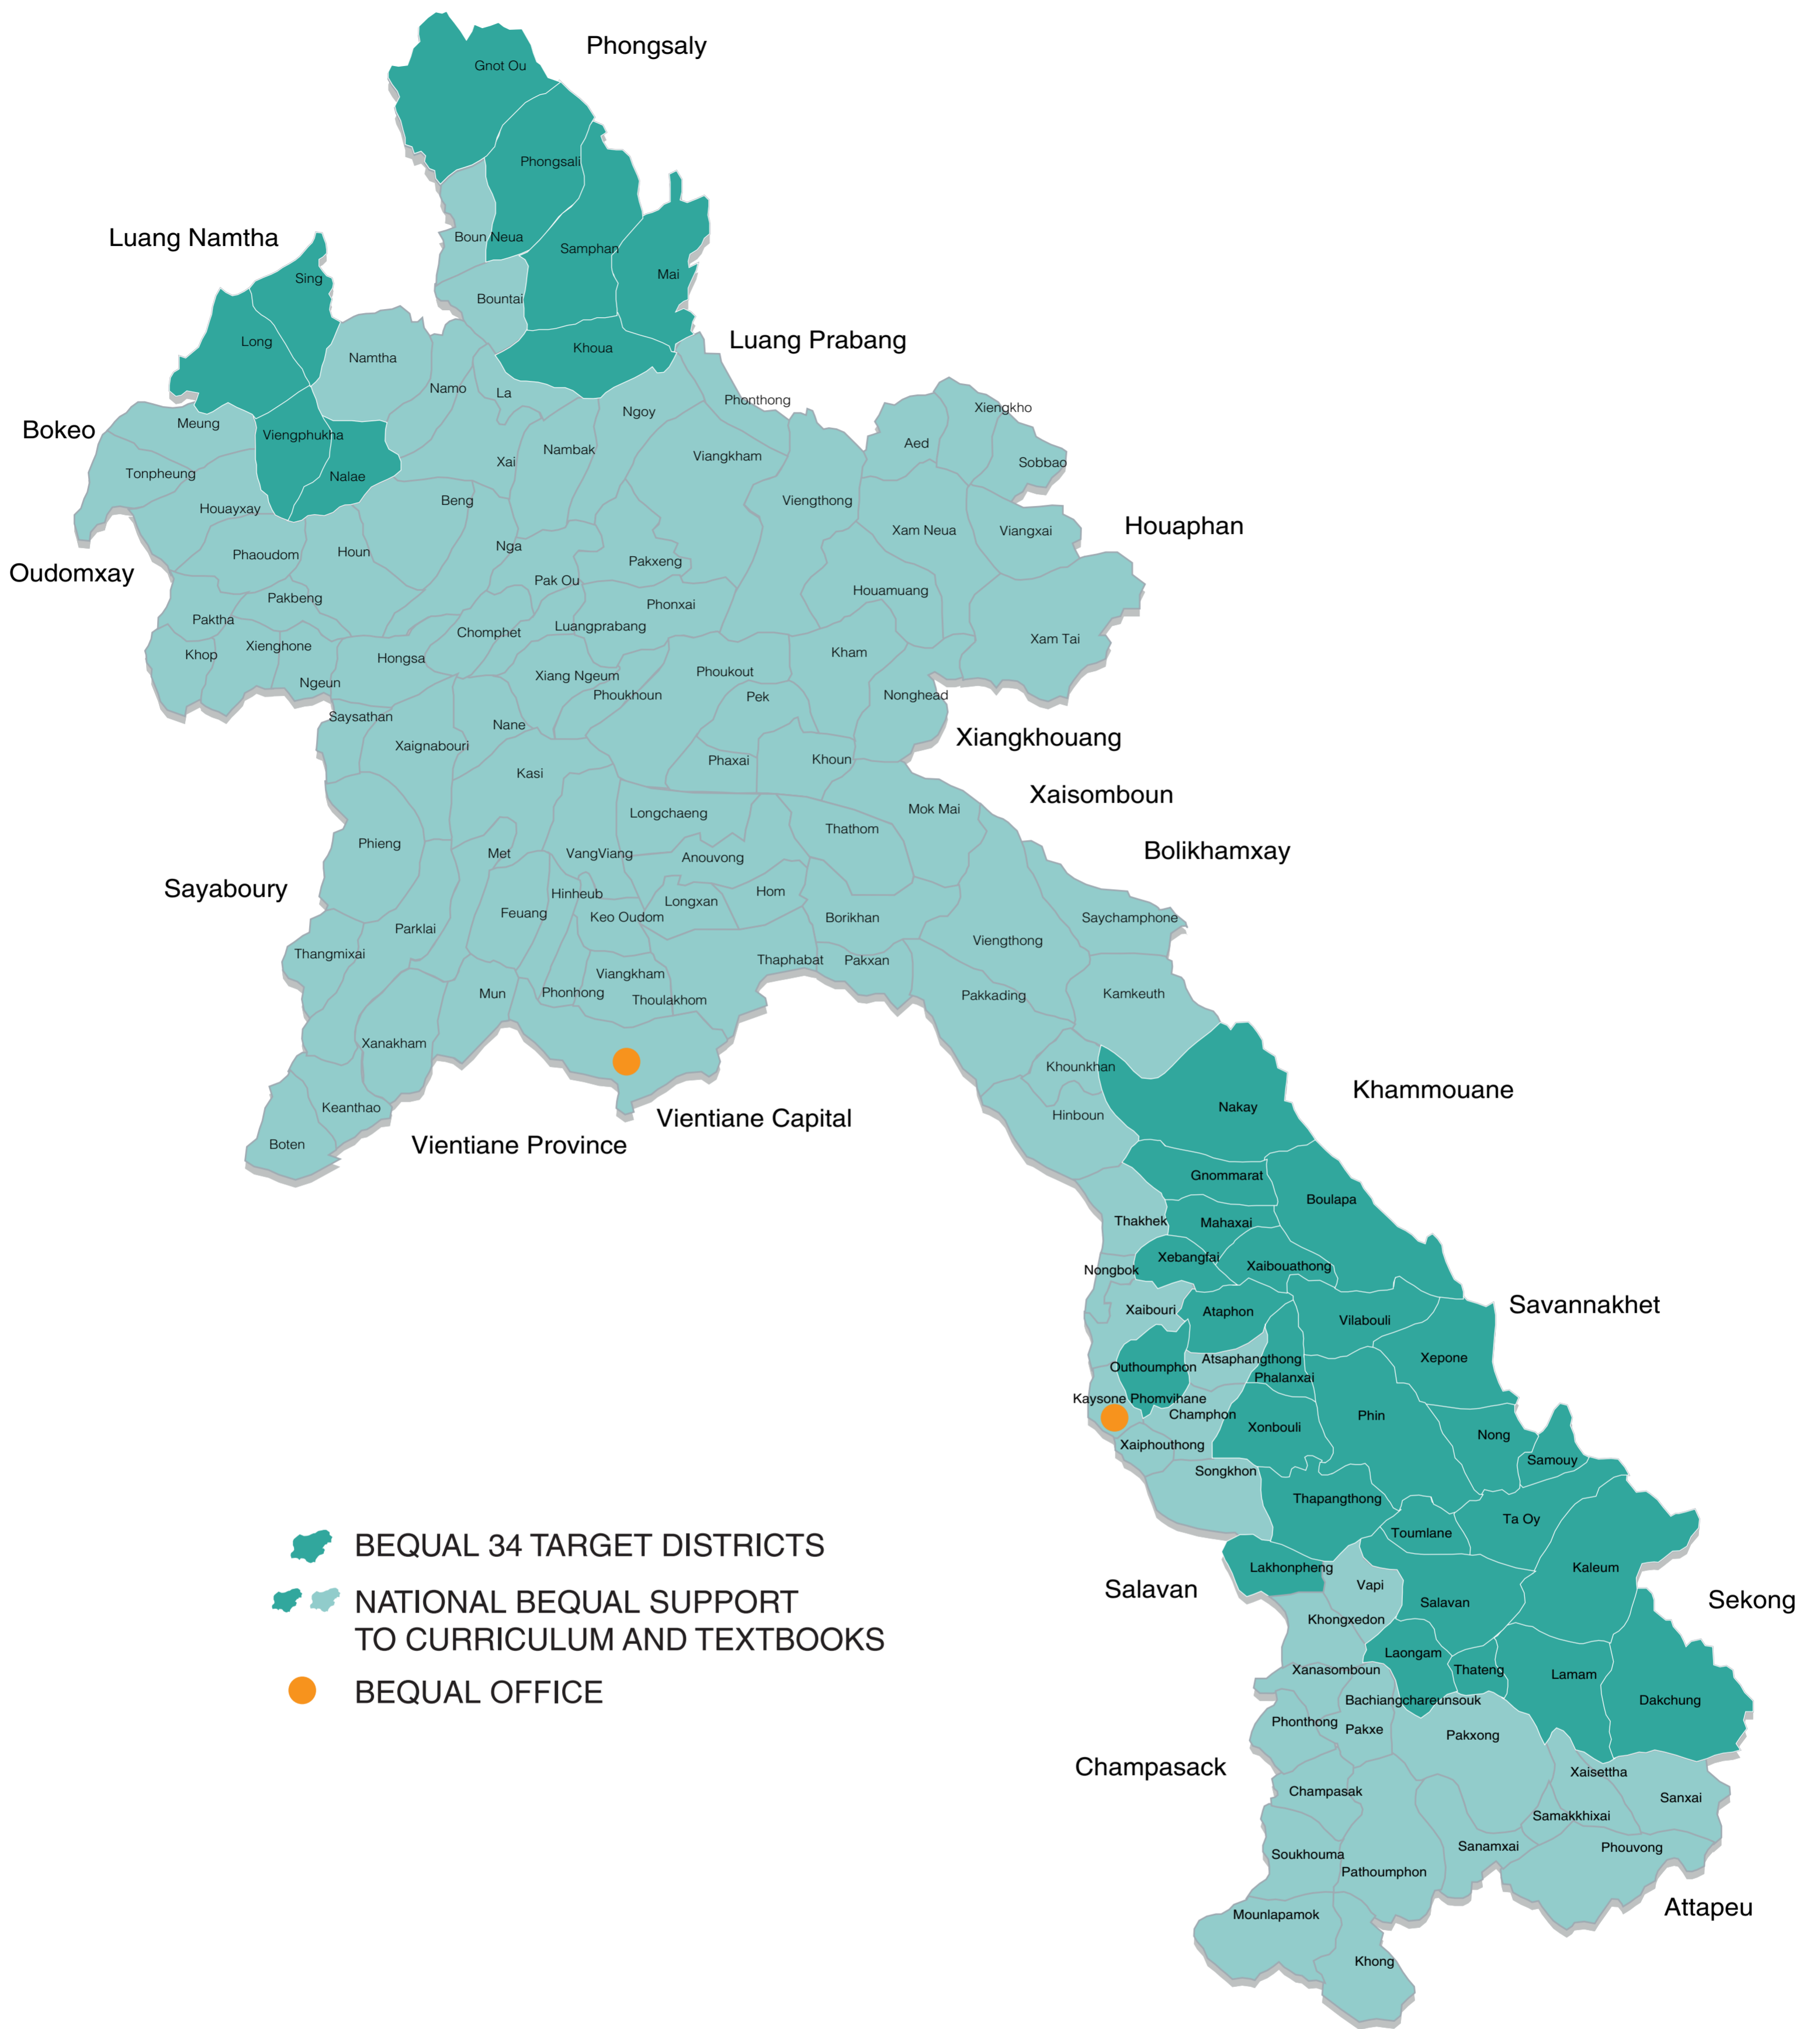 Phongsaly
Gnot Ou
Phongsali
Luang Namtha
Boun Neua
Samphan
Sing
Mai
Bountai
Long
Luang Prabang
Khoua
Namtha
Namo
La
Phonthong
Xiengkho
Ngoy
Meung
Bokeo
Viengphukha
Aed
Nambak
Viangkham
Xai
Sobbao
Tonpheung
Nalae
Beng
Viengthong
Houayxay
Houaphan
Xam Neua
Viangxai
Nga
Houn
Phaoudom
Pakxeng
Oudomxay
Pak Ou
Houamuang
Pakbeng
Phonxai
Paktha
Luangprabang
Chomphet
Xam Tai
Xienghone
Kham
Khop
Hongsa
Phoukout
Xiang Ngeum
Ngeun
Phoukhoun
Pek
Nonghead
Saysathan
Nane
Xiangkhouang
Xaignabouri
Phaxai
Khoun
Kasi
Xaisomboun
Mok Mai
Longchaeng
Thathom
Phieng
Bolikhamxay
Met
VangViang
Anouvong
Sayaboury
Hom
Hinheub
Longxan
Feuang
Keo Oudom
Borikhan
Saychamphone
Parklai
Viengthong
Thangmixai
Thaphabat
Pakxan
Viangkham
Mun
Phonhong
Thoulakhom
Pakkading
Kamkeuth
Xanakham
Khounkhan
Khammouane
Keanthao
Nakay
Hinboun
Vientiane Capital
Boten
Vientiane Province
Gnommarat
Boulapa
Thakhek
Mahaxai
Xebangfai
Xaibouathong
Nongbok
Savannakhet
Xaibouri
Ataphon
Vilabouli
Xepone
Atsaphangthong
Outhoumphon
Phalanxai
Kaysone Phomvihane
Champhon
Phin
Xonbouli
Nong
Xaiphouthong
Samouy
Songkhon
Thapangthong
Ta Oy
Toumlane
BEQUAL 34 TARGET DISTRICTS
Lakhonpheng
Kaleum
Vapi
Salavan
Sekong
NATIONAL BEQUAL SUPPORT
TO CURRICULUM AND TEXTBOOKS
Salavan
Khongxedon
Laongam
Xanasomboun
Thateng
Lamam
BEQUAL OFFICE
Bachiangchareunsouk
Dakchung
Phonthong
Pakxe
Pakxong
Champasack
Xaisettha
Champasak
Sanxai
Samakkhixai
Sanamxai
Phouvong
Soukhouma
Pathoumphon
Attapeu
Mounlapamok
Khong